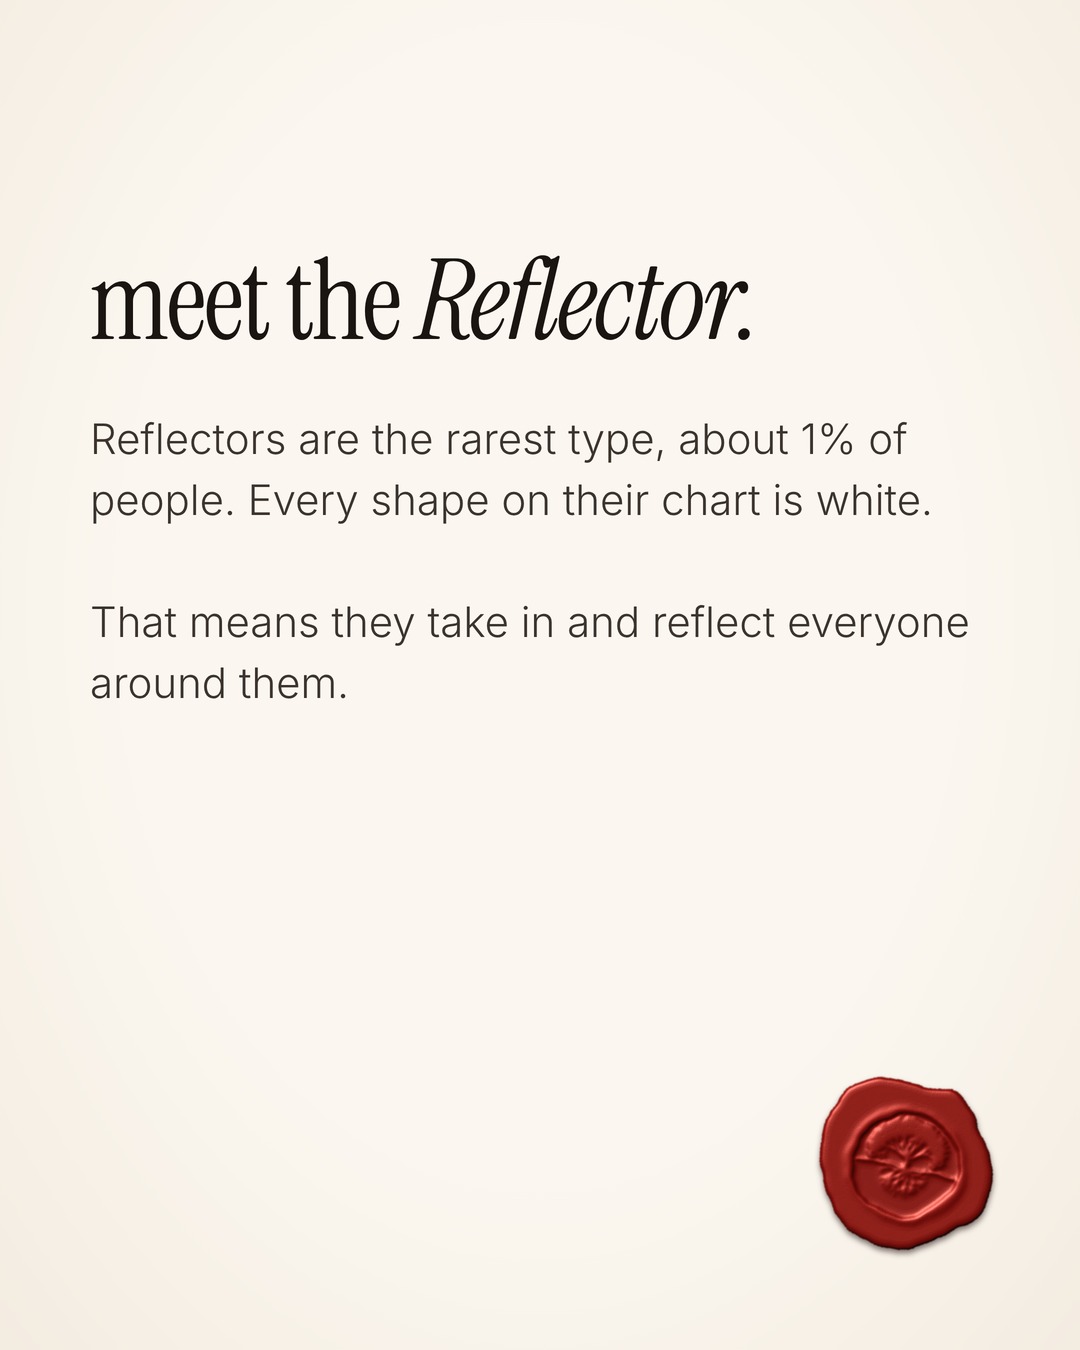 meet the Reflector.
Reflectors are the rarest type, about 1% of
people. Every shape on their chart is white.
That means they take in and reflect everyone
around them.